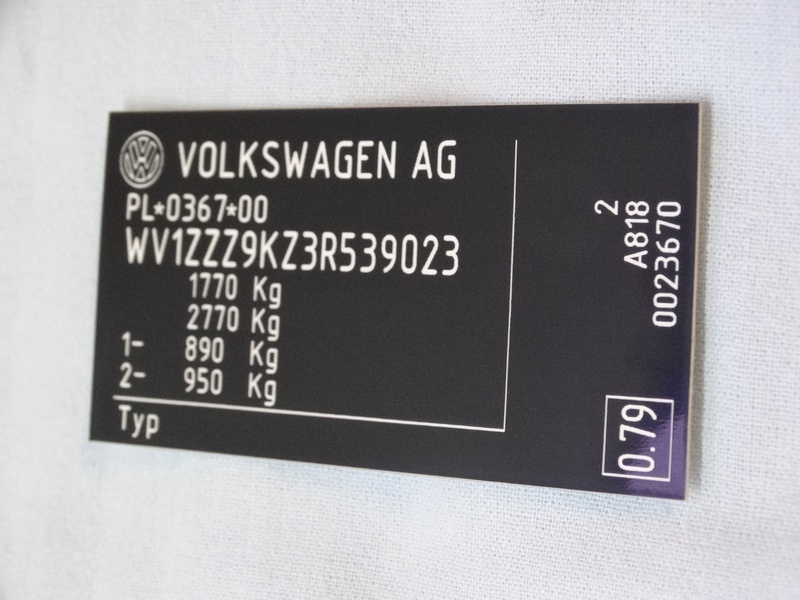 VOLKSWAGEN AG
PL*0367*00
WV1ZZZ9KZ3R539023
1770 Kg
2770 Kg
1- 890 Kg
2- 950 Kg
Typ
2
A818
0023670
0.79